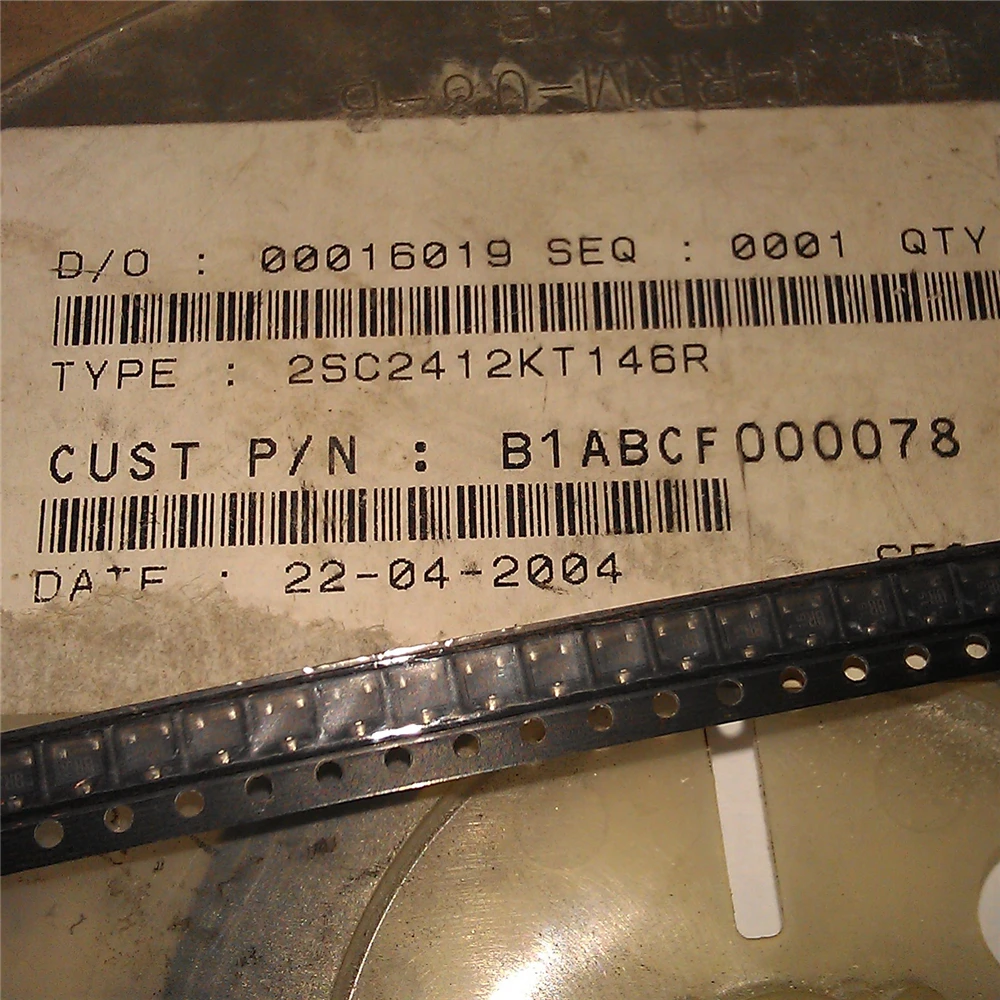 D/O : 00016019 SEQ : 0001 QTY
TYPE : 2SC2412KT146R
CUST P/N : B1ABCF000078
DATE : 22-04-2004